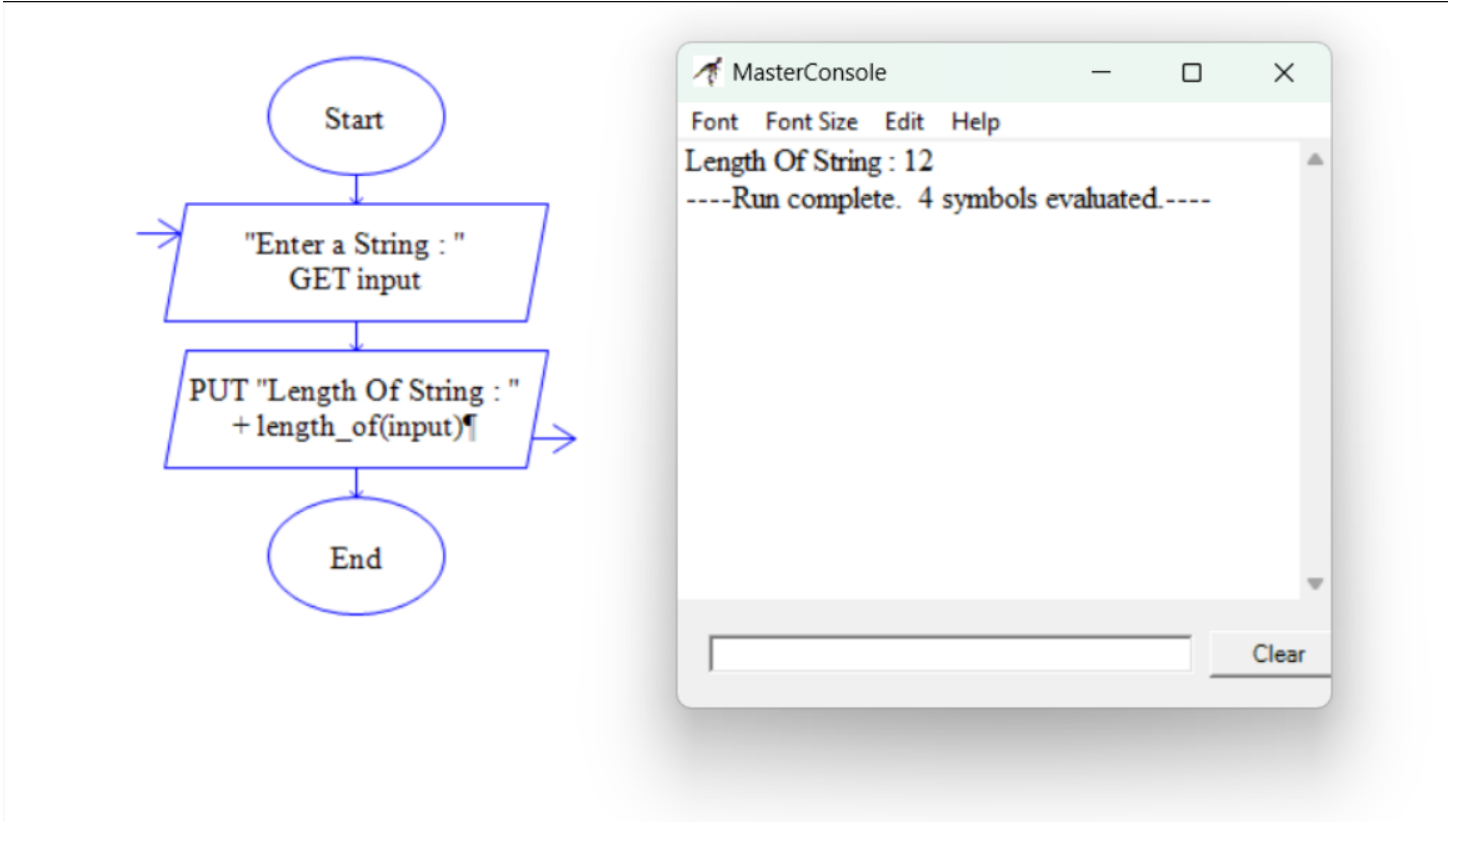 Start
"Enter a String : "
GET input
PUT "Length Of String : "
+ length_of(input)¶
End
MasterConsole
Font Font Size Edit Help
Length Of String : 12
----Run complete.  4 symbols evaluated.----
Clear